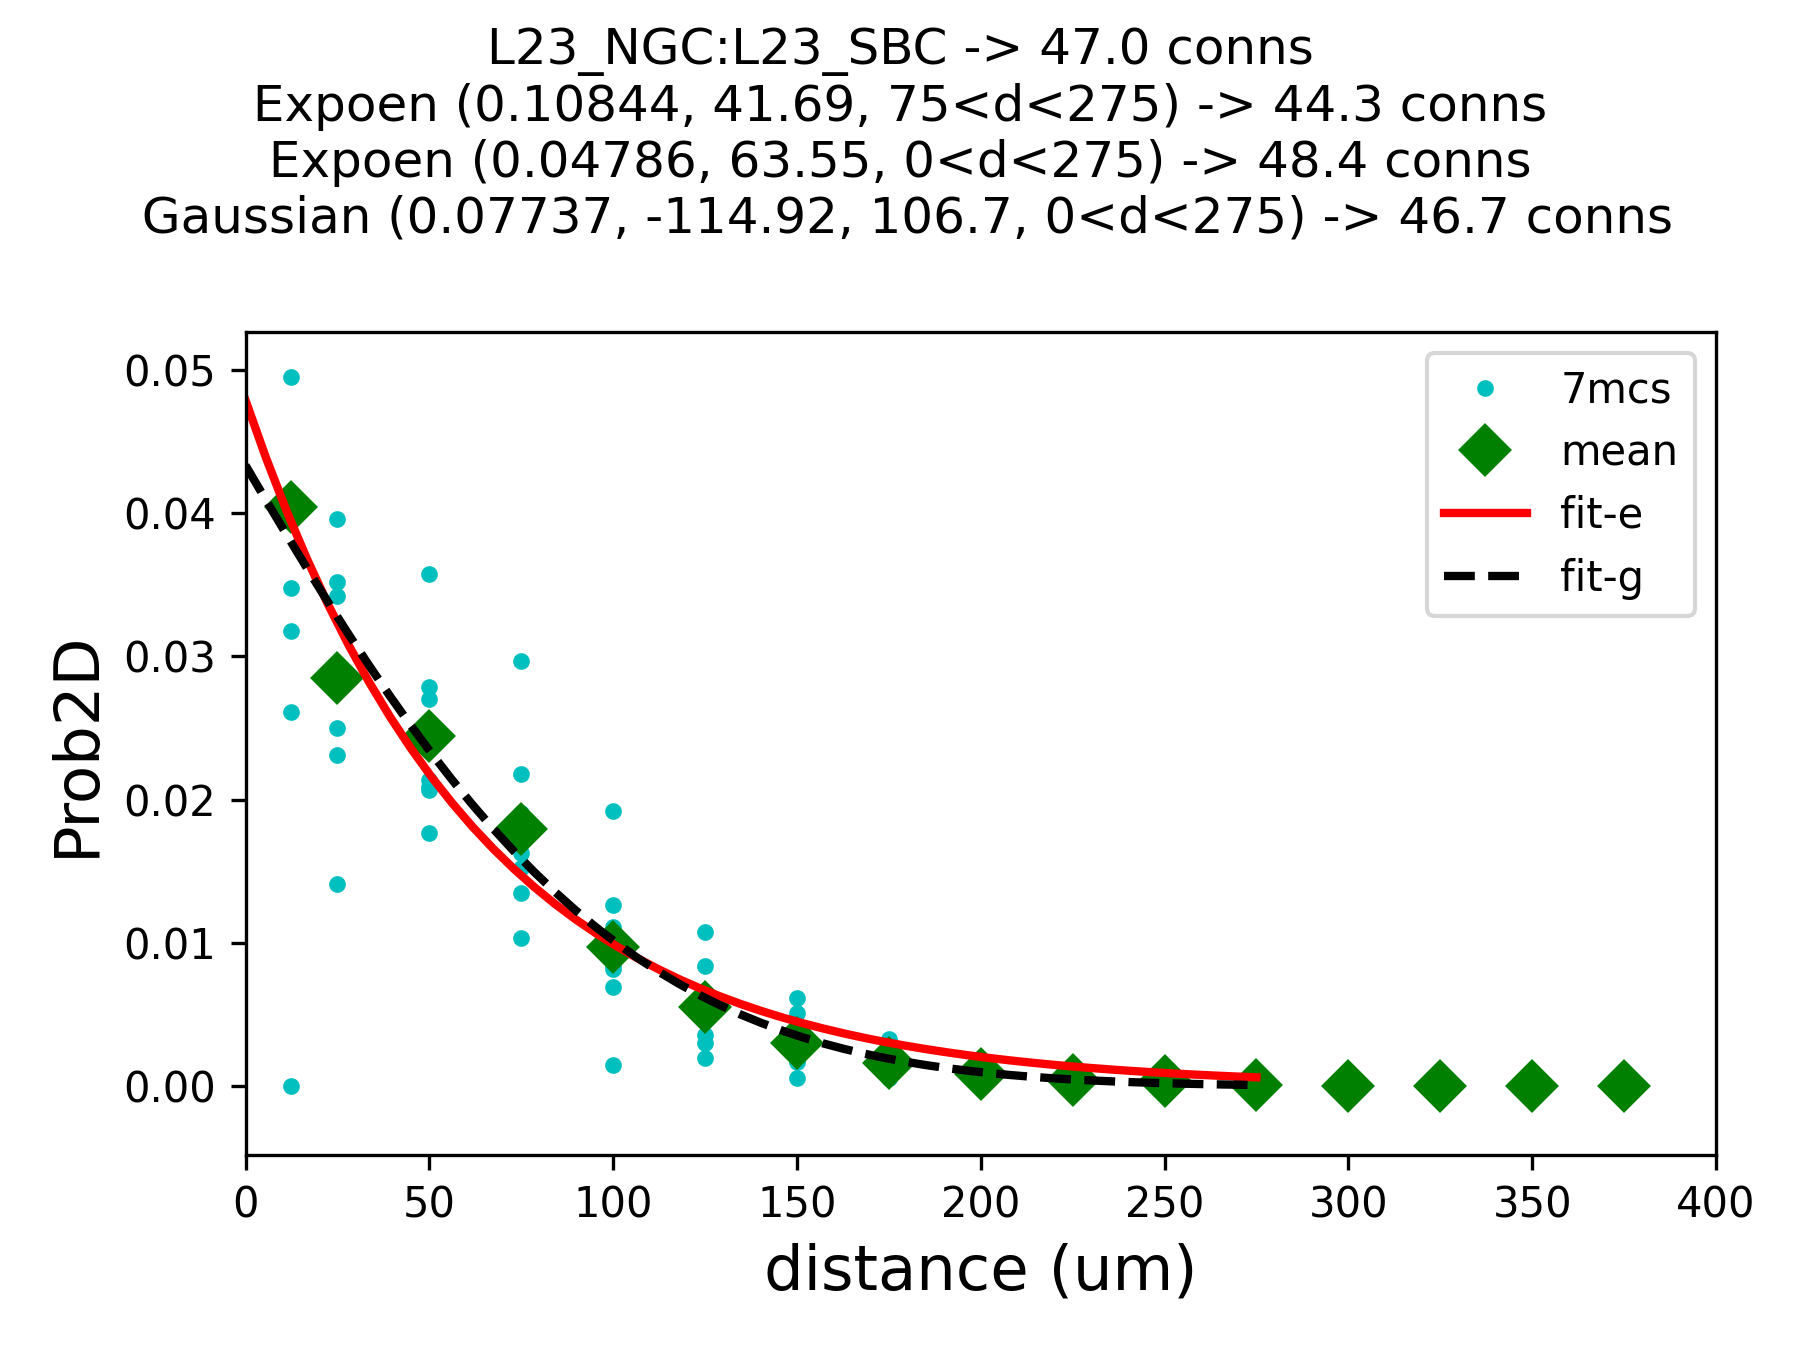 L23_NGC:L23_SBC -> 47.0 conns
Expoen (0.10844, 41.69, 75<d<275) -> 44.3 conns
Expoen (0.04786, 63.55, 0<d<275) -> 48.4 conns
Gaussian (0.07737, -114.92, 106.7, 0<d<275) -> 46.7 conns
7mcs
mean
fit-e
fit-g
Prob2D
0.05
0.04
0.03
0.02
0.01
0.00
0 50 100 150 200 250 300 350 400
distance (um)